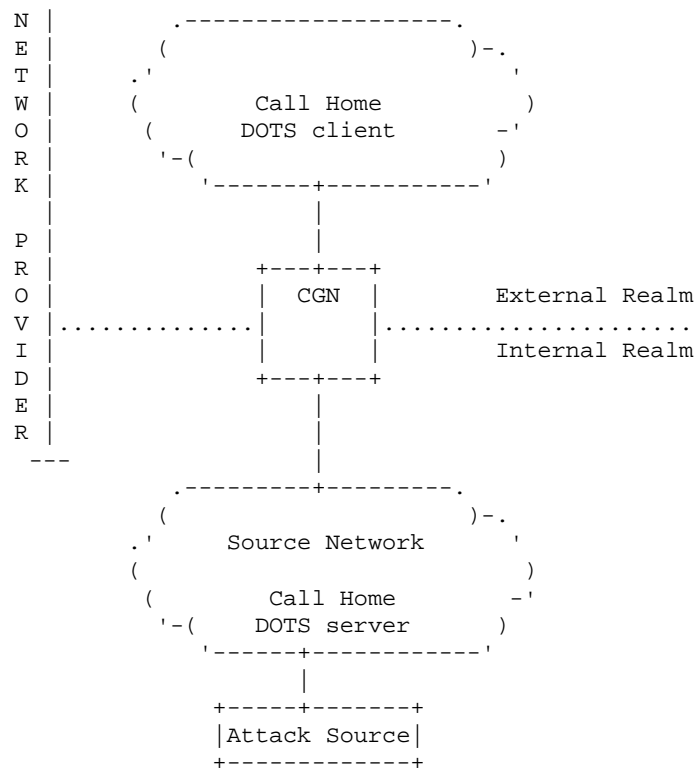 NETWORK PROVIDER
Call Home
DOTS client
CGN
External Realm
Internal Realm
Source Network
Call Home
DOTS server
Attack Source